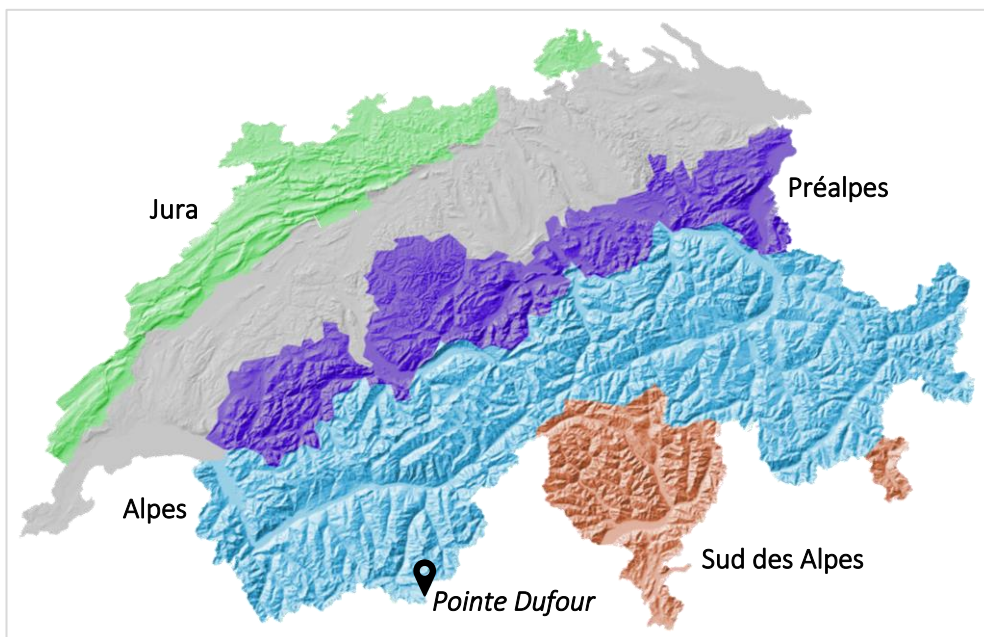 Préalpes
Jura
Alpes
Sud des Alpes
Pointe Dufour